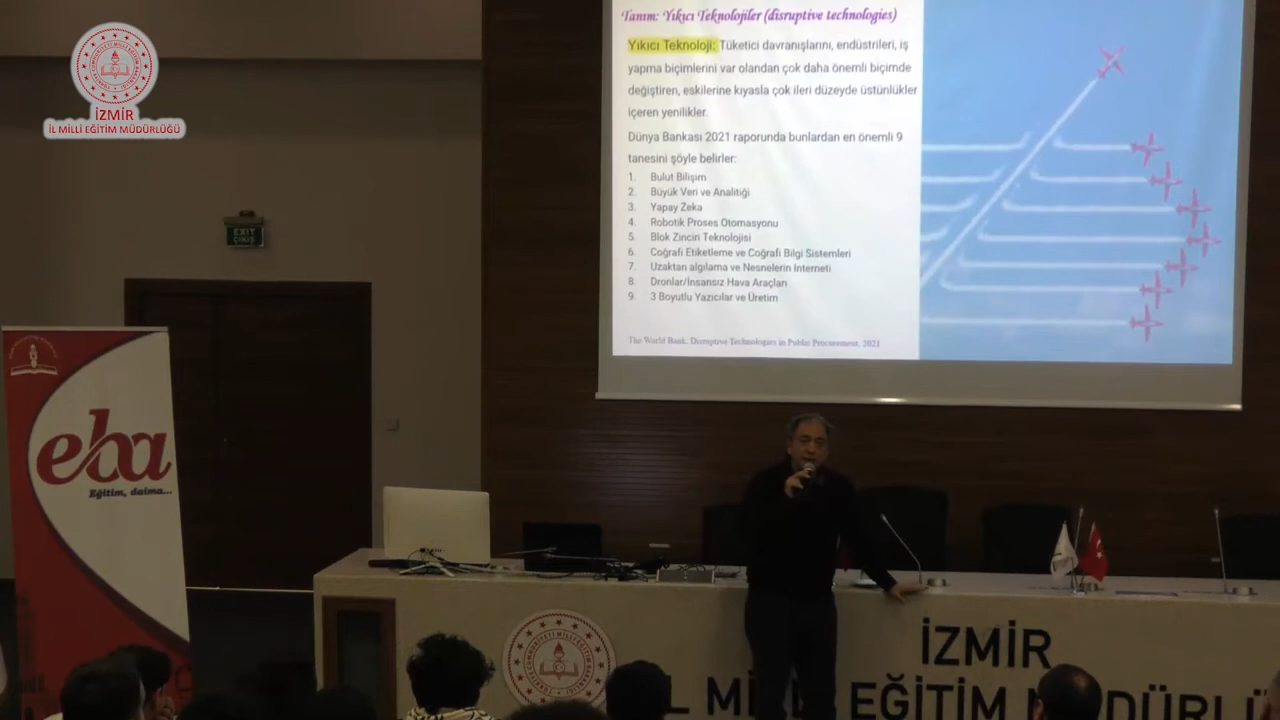 İZMİR
İL MİLLİ EĞİTİM MÜDÜRLÜĞÜ
Tanım: Yıkıcı Teknolojiler (disruptive technologies)
Yıkıcı Teknoloji: Tüketici davranışlarını, endüstrileri, iş
yapma biçimlerini var olandan çok daha önemli biçimde
değiştiren, eskilerine kıyasla çok ileri düzeyde üstünlükler
içeren yenilikler.
Dünya Bankası 2021 raporunda bunlardan en önemli 9
tanesini şöyle belirler:
1. Bulut Bilişim
2. Büyük Veri ve Analitiği
3. Yapay Zeka
4. Robotik Proses Otomasyonu
5. Blok Zinciri Teknolojisi
6. Coğrafi Etiketleme ve Coğrafi Bilgi Sistemleri
7. Uzaktan algılama ve Nesnelerin İnterneti
8. Dronlar/İnsansız Hava Araçları
9. 3 Boyutlu Yazıcılar ve Üretim
The World Bank, Disruptive Technologies in Public Procurement, 2021
EXIT
ÇIKIŞ
eba
Eğitim, daima...
İZMİR
L MİLLİ EĞİTİM MÜDÜRLÜ